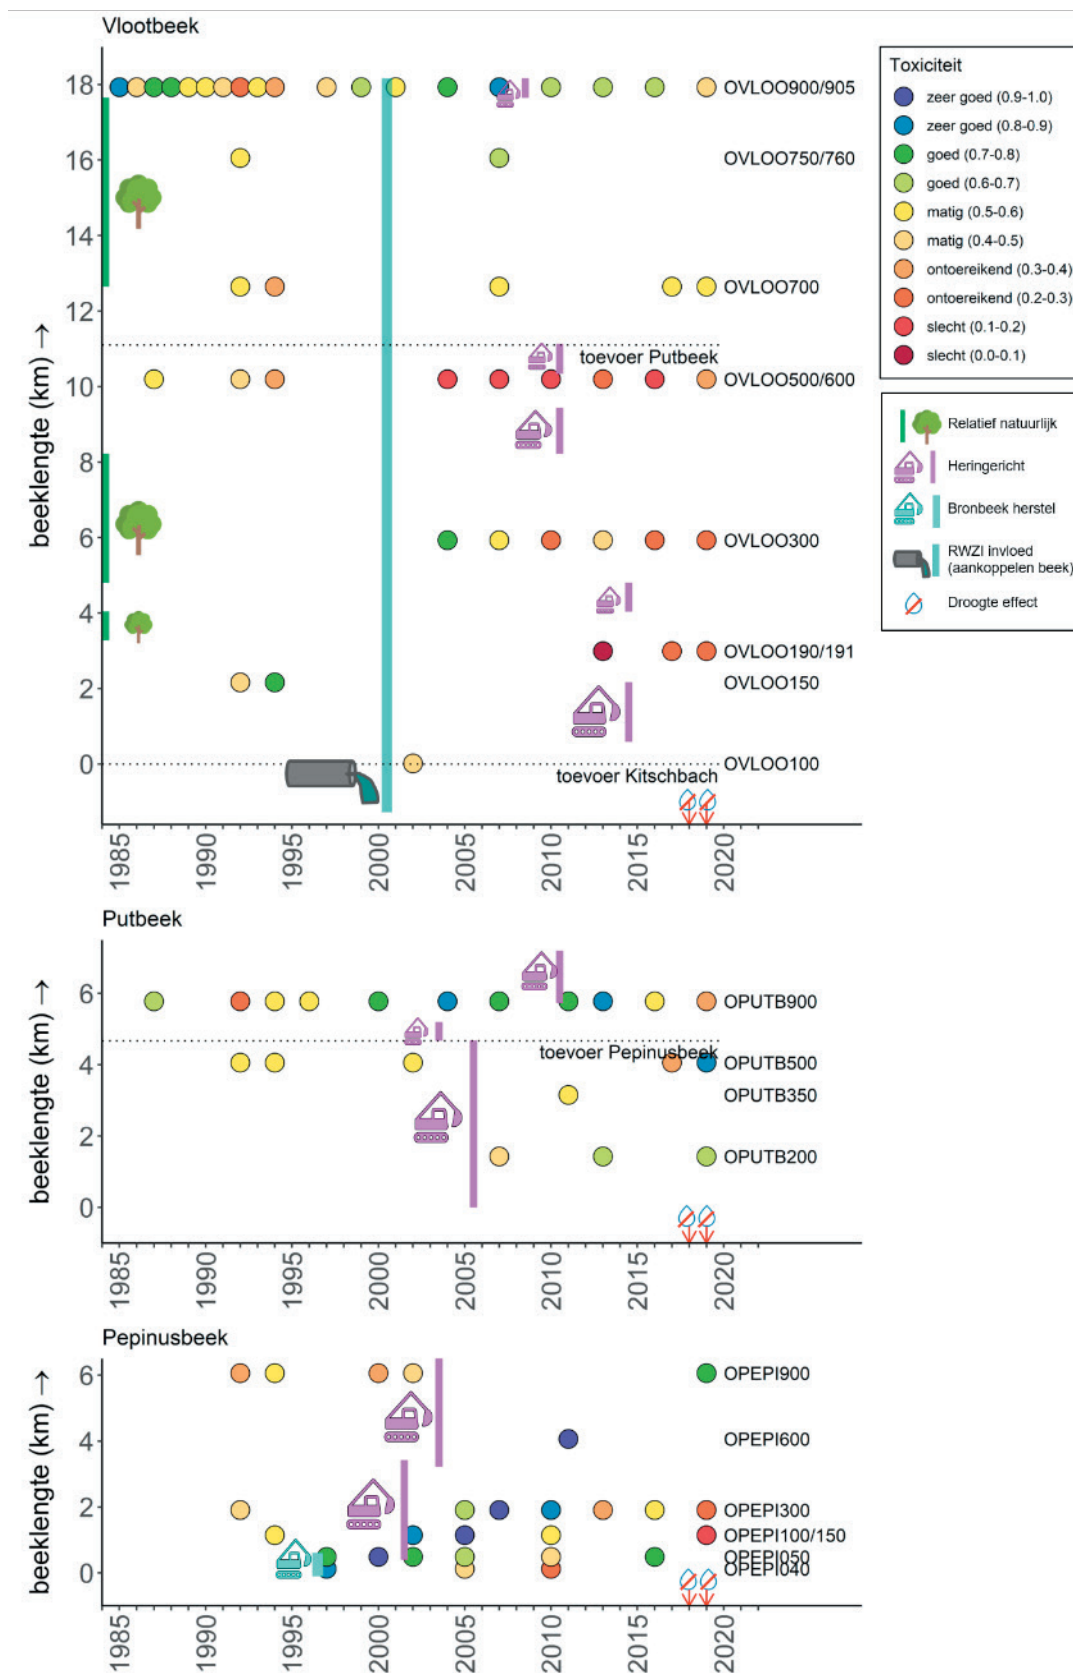 Vlootbeek
beeklengte (km) →
18
16
14
12
10
8
6
4
2
0
OVLOO900/905
OVLOO750/760
OVLOO700
toevoer Putbeek
OVLOO500/600
OVLOO300
OVLOO190/191
OVLOO150
OVLOO100
toevoer Kitschbach
1985
1990
1995
2000
2005
2010
2015
2020
Toxiciteit
zeer goed (0.9-1.0)
zeer goed (0.8-0.9)
goed (0.7-0.8)
goed (0.6-0.7)
matig (0.5-0.6)
matig (0.4-0.5)
ontoereikend (0.3-0.4)
ontoereikend (0.2-0.3)
slecht (0.1-0.2)
slecht (0.0-0.1)
Relatief natuurlijk
Heringericht
Bronbeek herstel
RWZI invloed
(aankoppelen beek)
Droogte effect
Putbeek
beeklengte (km) →
6
4
2
0
OPUTB900
toevoer Pepinusbeek
OPUTB500
OPUTB350
OPUTB200
1985
1990
1995
2000
2005
2010
2015
2020
Pepinusbeek
beeklengte (km) →
6
4
2
0
OPEPI900
OPEPI600
OPEPI300
OPEPI100/150
OPEPI050
OPEPI040
1985
1990
1995
2000
2005
2010
2015
2020